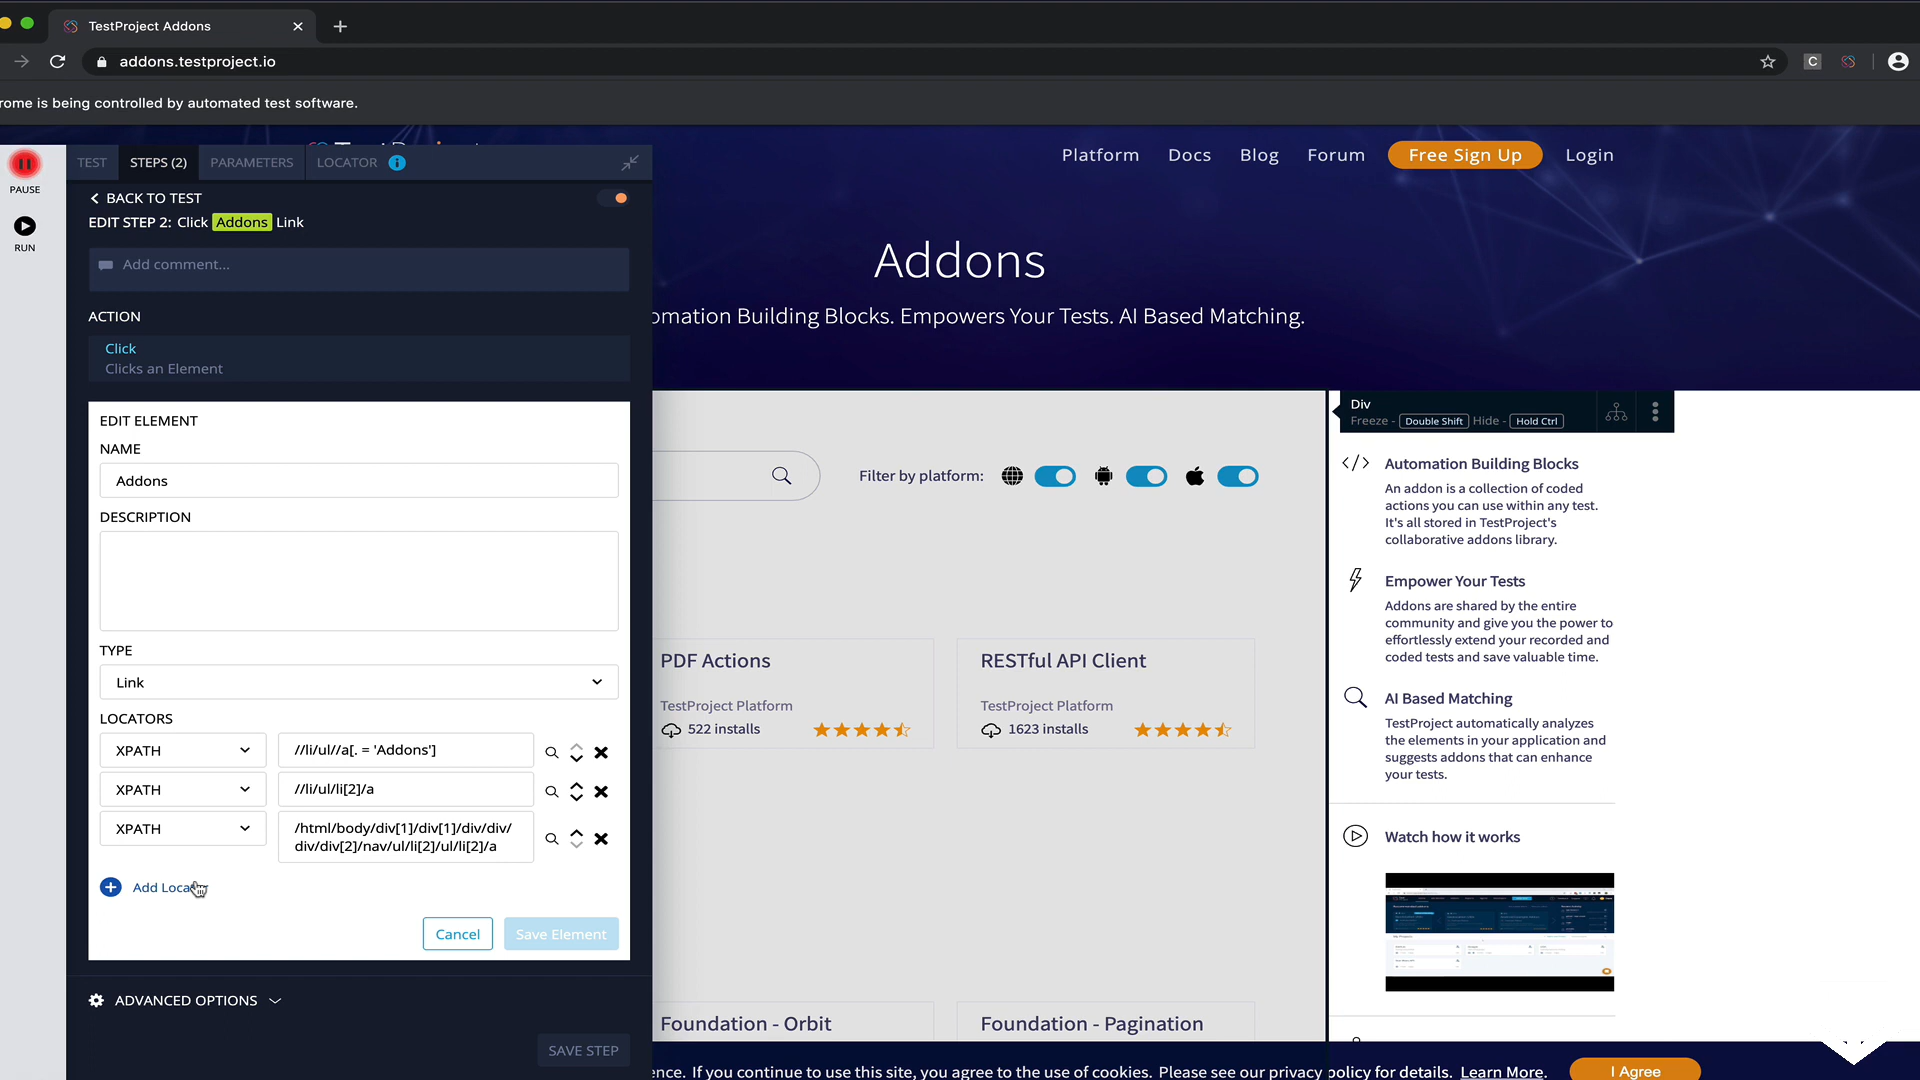 TestProject Addons
addons.testproject.io
C
rome is being controlled by automated test software.
Platform
Docs
Blog
Forum
Free Sign Up
Login
PAUSE
RUN
TEST
STEPS (2)
PARAMETERS
LOCATOR
BACK TO TEST
EDIT STEP 2: Click Addons Link
Add comment...
ACTION
Click
Clicks an Element
EDIT ELEMENT
NAME
Addons
DESCRIPTION
TYPE
Link
LOCATORS
XPATH
//li/ul//a[. = 'Addons']
XPATH
//li/ul/li[2]/a
XPATH
/html/body/div[1]/div[1]/div/div/
div/div[2]/nav/ul/li[2]/ul/li[2]/a
Cancel
Save Element
ADVANCED OPTIONS
SAVE STEP
Addons
omation Building Blocks. Empowers Your Tests. AI Based Matching.
Filter by platform:
PDF Actions
TestProject Platform
522 installs
RESTful API Client
TestProject Platform
1623 installs
Foundation - Orbit
Foundation - Pagination
Div
Freeze - Double Shift Hide - Hold Ctrl
Automation Building Blocks
An addon is a collection of coded
actions you can use within any test.
It's all stored in TestProject's
collaborative addons library.
Empower Your Tests
Addons are shared by the entire
community and give you the power to
effortlessly extend your recorded and
coded tests and save valuable time.
AI Based Matching
TestProject automatically analyzes
the elements in your application and
suggests addons that can enhance
your tests.
Watch how it works
ence. If you continue to use this site, you agree to the use of cookies. Please see our privacy policy for details. Learn More.
I Agree